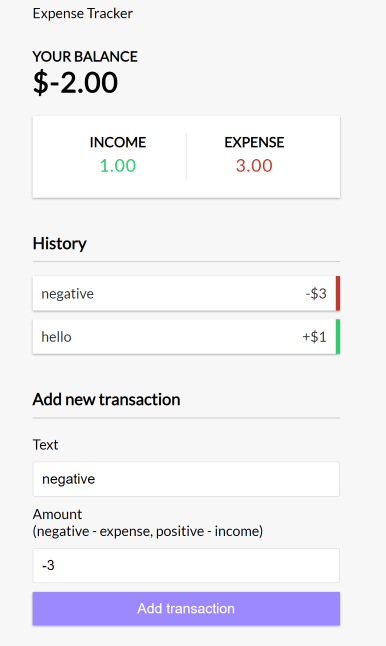 Expense Tracker
YOUR BALANCE
$-2.00
INCOME EXPENSE
1.00 3.00
History
negative -$3
hello +$1
Add new transaction
Text
negative
Amount
(negative - expense, positive - income)
-3
Add transaction